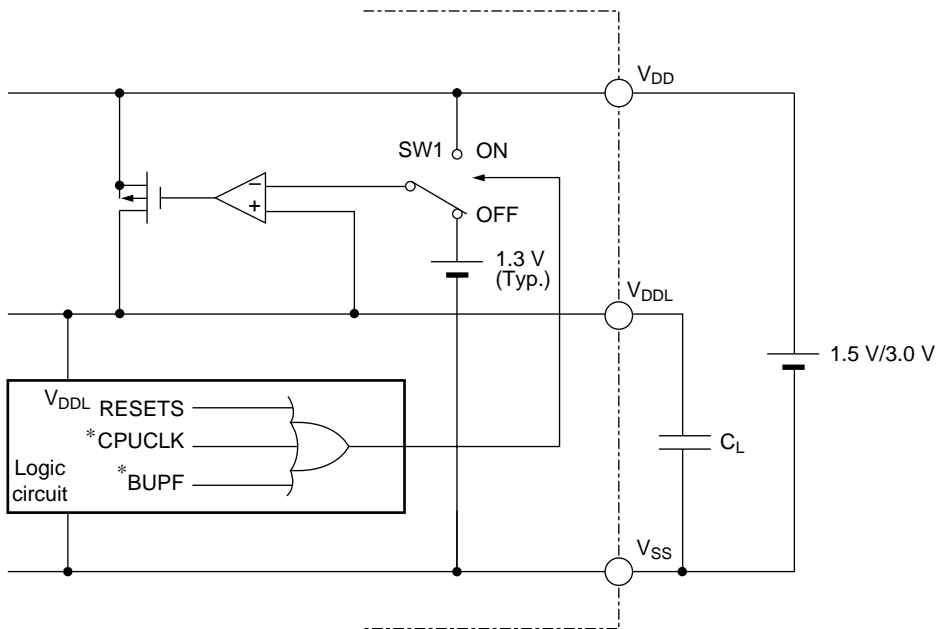 VDD
SW1
ON
OFF
1.3 V
(Typ.)
VDDL
1.5 V/3.0 V
VDDL
RESETS
*CPUCLK
*BUPF
Logic
circuit
CL
VSS